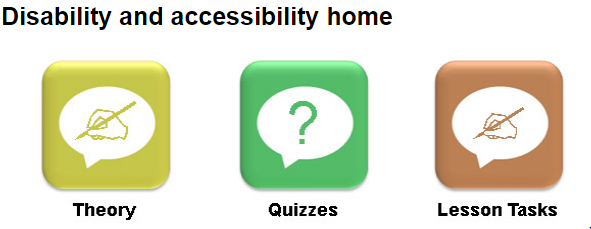 Disability and accessibility home
?
Theory Quizzes Lesson Tasks